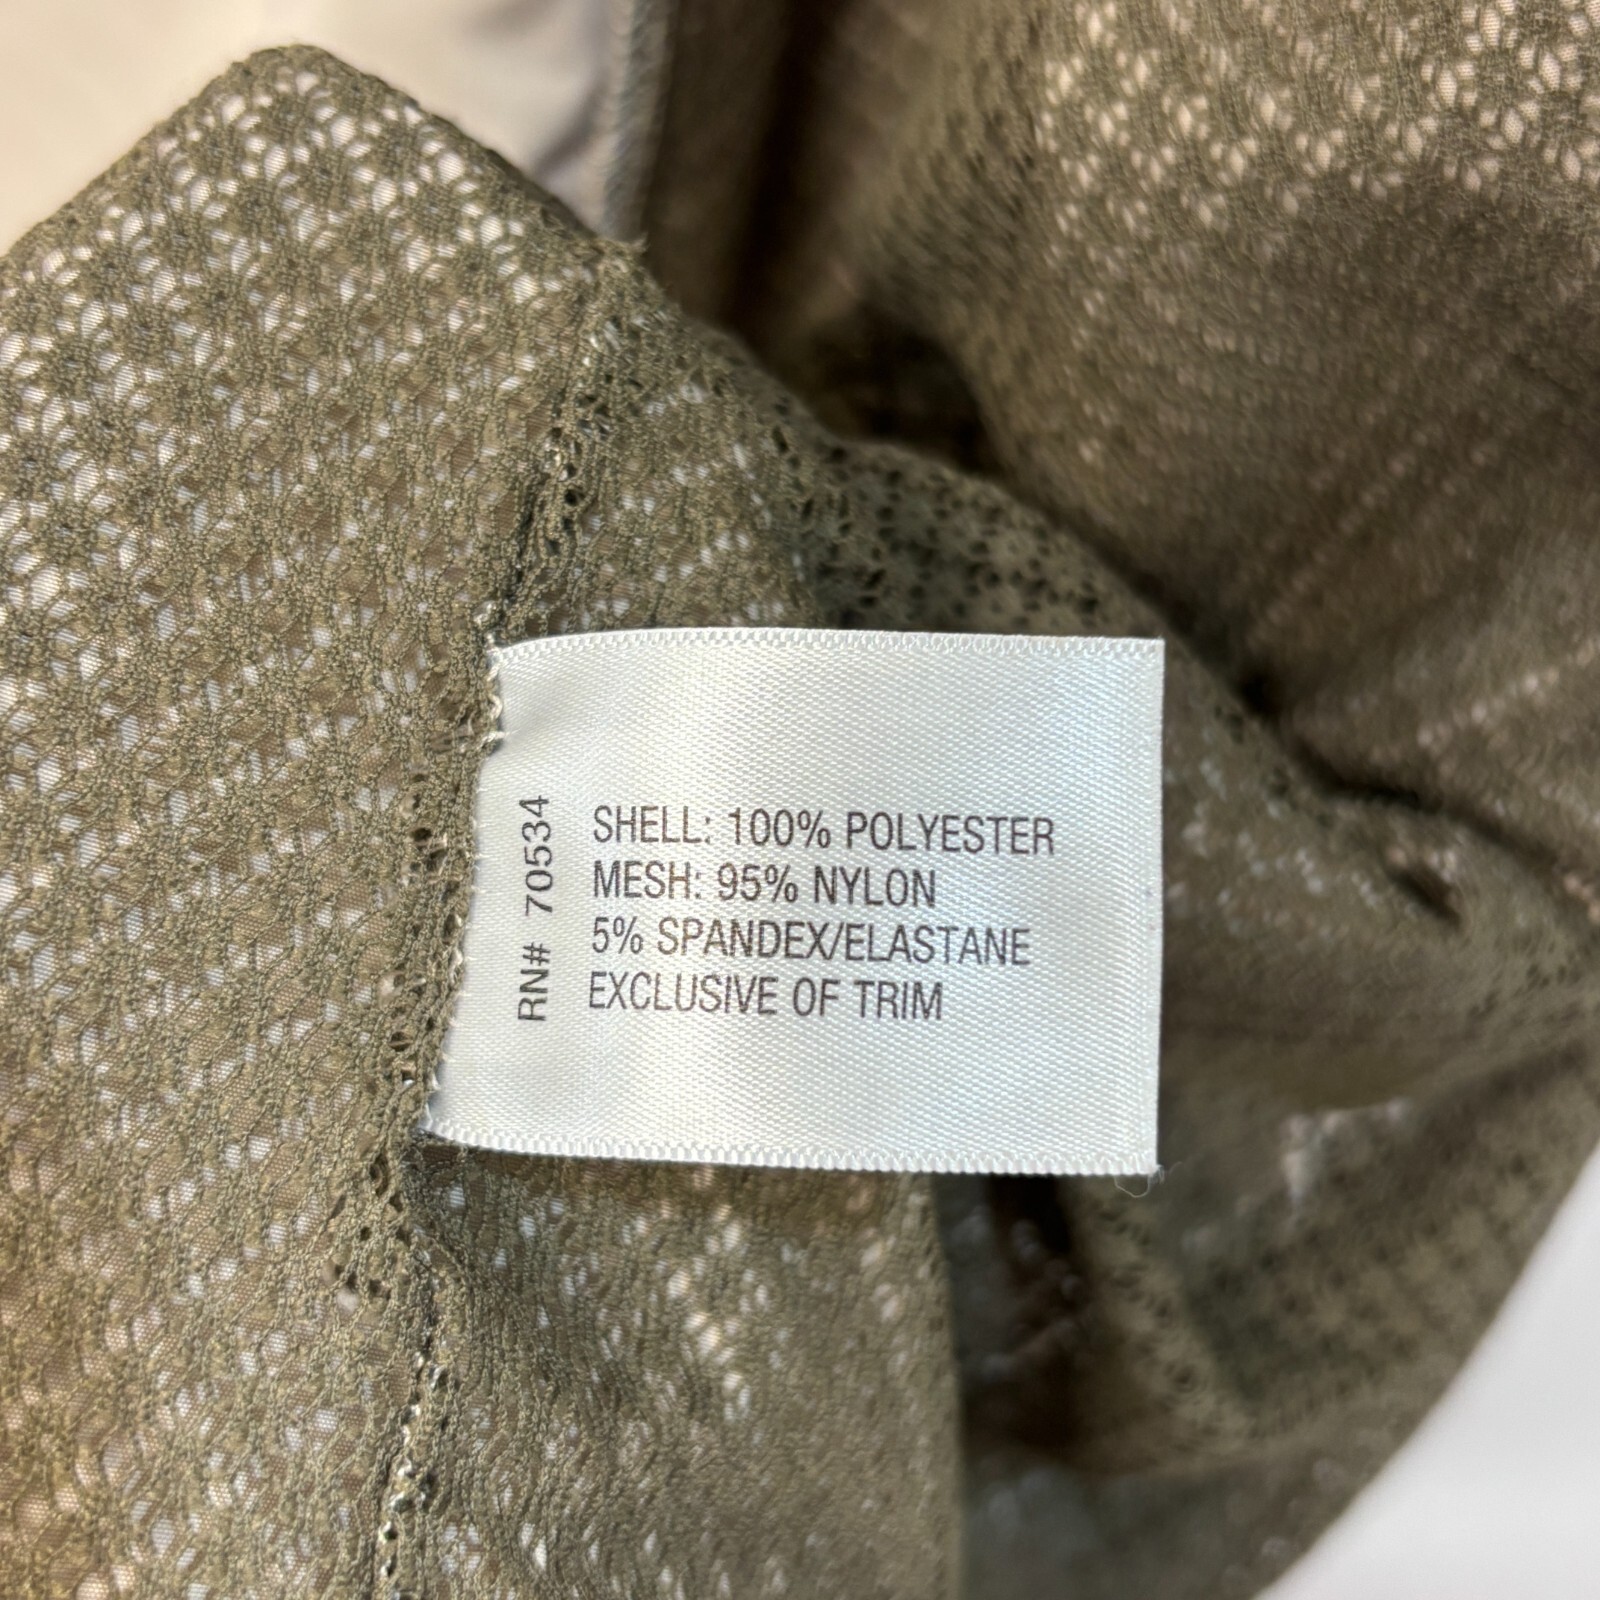 SHELL: 100% POLYESTER
MESH: 95% NYLON
5% SPANDEX/ELASTANE
EXCLUSIVE OF TRIM
RN# 70534